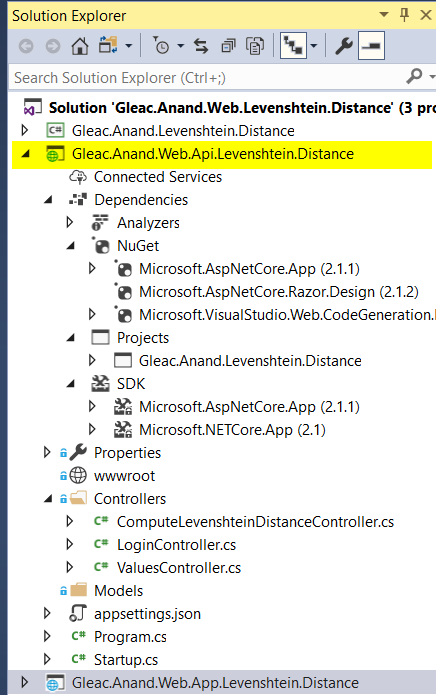 Solution Explorer
Search Solution Explorer (Ctrl+;)
Solution 'Gleac.Anand.Web.Levenshtein.Distance' (3 pro
C# Gleac.Anand.Levenshtein.Distance
Gleac.Anand.Web.Api.Levenshtein.Distance
Connected Services
Dependencies
Analyzers
NuGet
Microsoft.AspNetCore.App (2.1.1)
Microsoft.AspNetCore.Razor.Design (2.1.2)
Microsoft.VisualStudio.Web.CodeGeneration.
Projects
Gleac.Anand.Levenshtein.Distance
SDK
Microsoft.AspNetCore.App (2.1.1)
Microsoft.NETCore.App (2.1)
Properties
wwwroot
Controllers
C# ComputeLevenshteinDistanceController.cs
C# LoginController.cs
C# ValuesController.cs
Models
appsettings.json
C# Program.cs
C# Startup.cs
Gleac.Anand.Web.App.Levenshtein.Distance